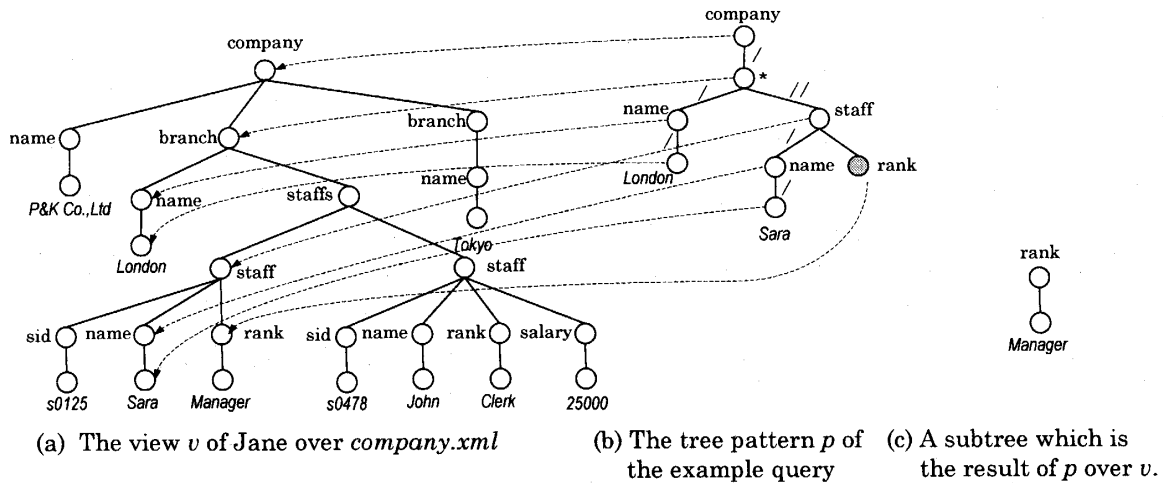 company
company
/
*
/
//
name
branch
branch
name
staff
/
/
name
rank
London
/
P&K Co.,Ltd
name
staffs
name
Sara
London
Tokyo
staff
staff
rank
sid
name
rank
sid
name
rank
salary
Manager
s0125
Sara
Manager
s0478
John
Clerk
25000
(a) The view v of Jane over company.xml
(b) The tree pattern p of
the example query
(c) A subtree which is
the result of p over v.